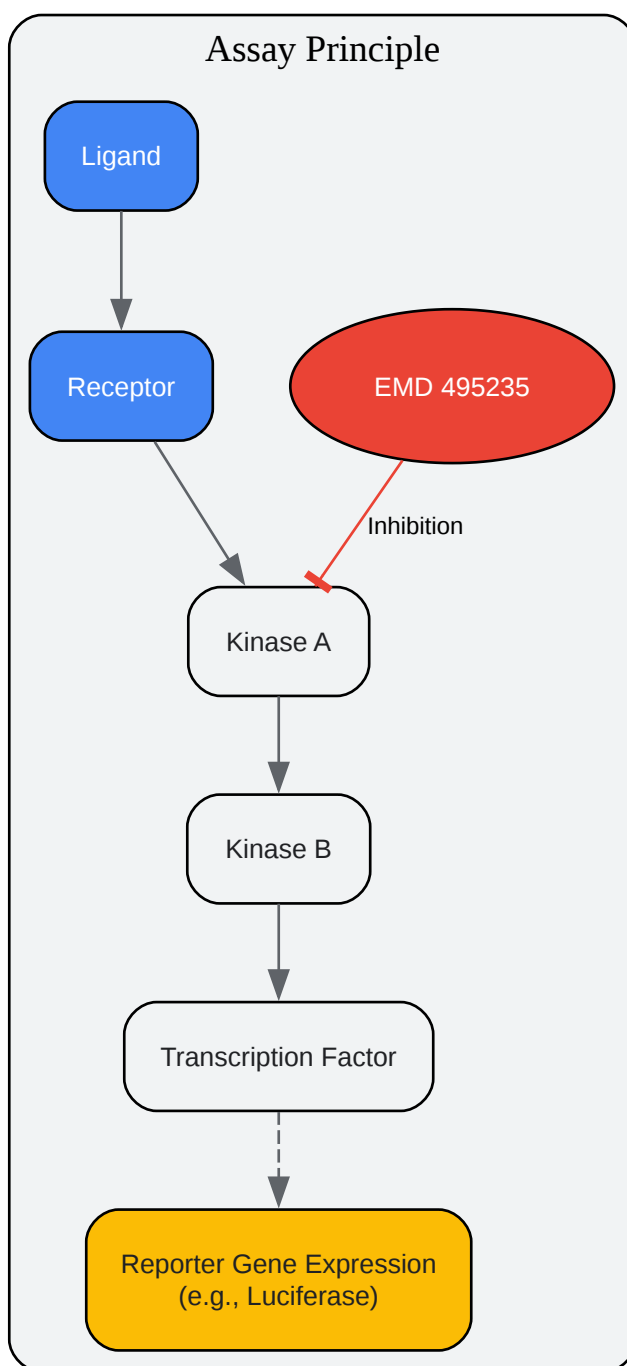 Assay Principle
Ligand
Receptor
EMD 495235
Inhibition
Kinase A
Kinase B
Transcription Factor
Reporter Gene Expression
(e.g., Luciferase)